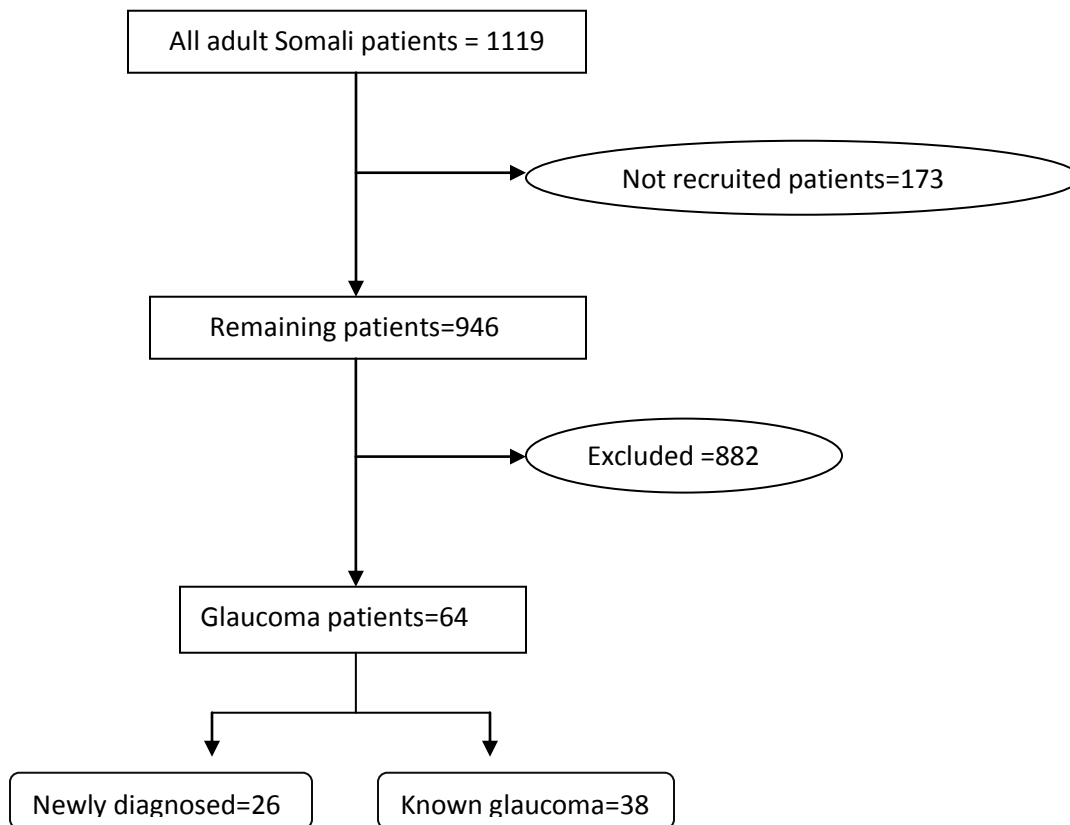 All adult Somali patients = 1119
Not recruited patients=173
Remaining patients=946
Excluded =882
Glaucoma patients=64
Newly diagnosed=26
Known glaucoma=38